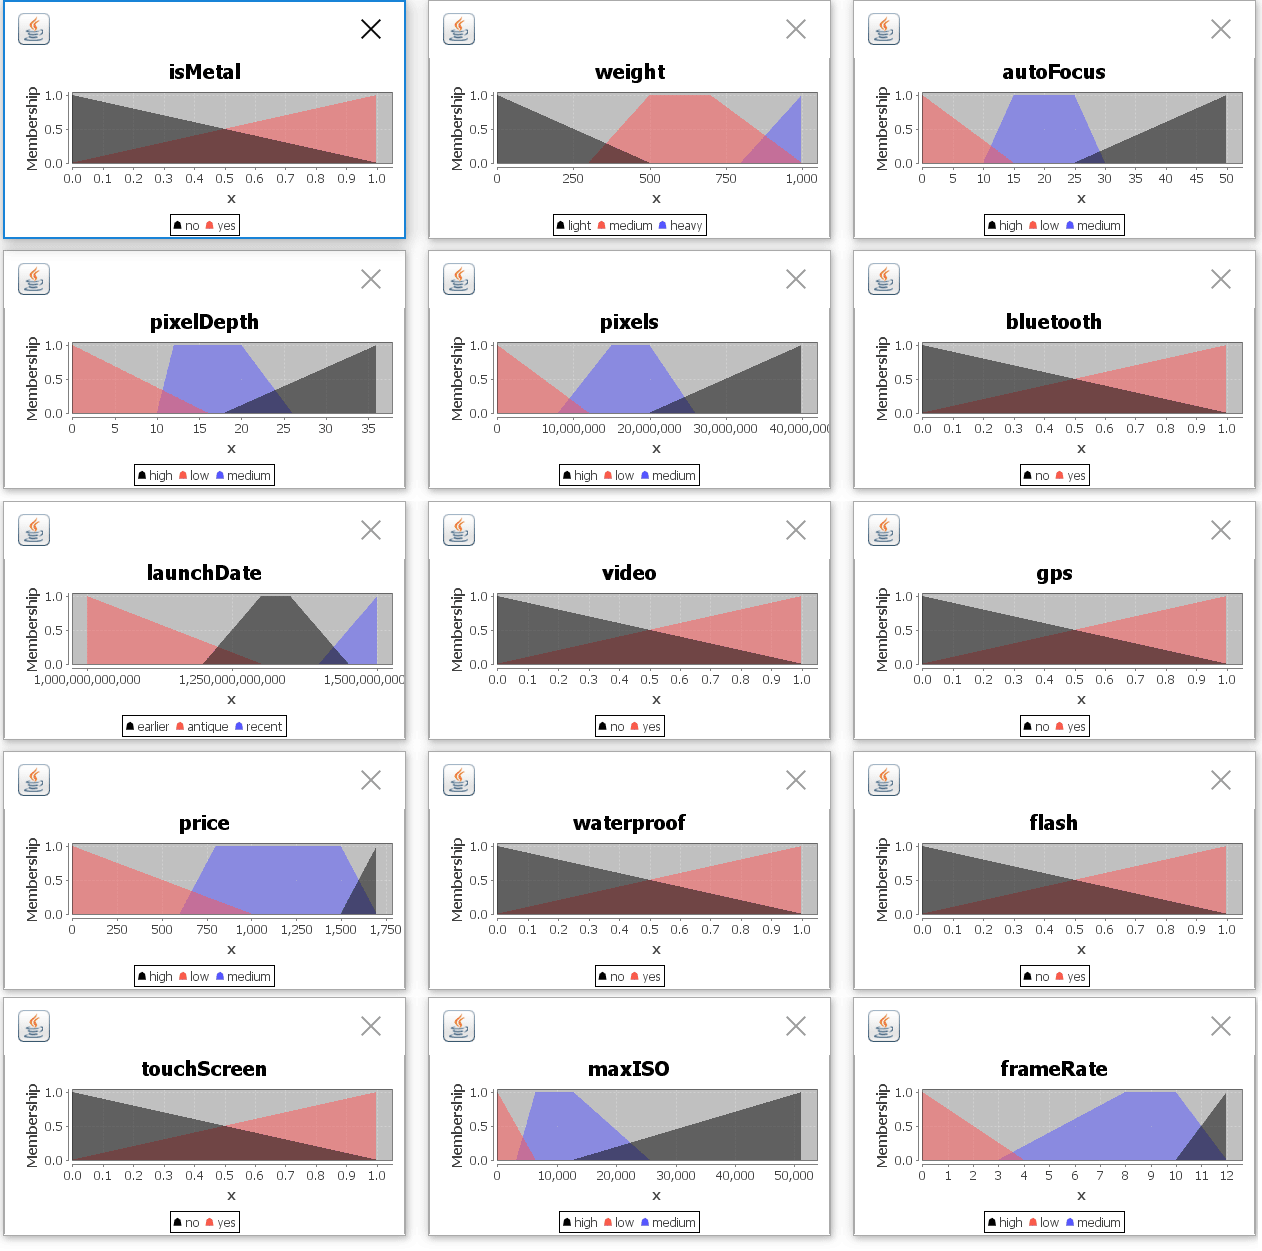 isMetal
Membership
1.0
0.5
0.0
0.0 0.1 0.2 0.3 0.4 0.5 0.6 0.7 0.8 0.9 1.0
x
no yes
weight
Membership
1.0
0.5
0.0
0 250 500 750 1,000
x
light medium heavy
autoFocus
Membership
1.0
0.5
0.0
0 5 10 15 20 25 30 35 40 45 50
x
high low medium
pixelDepth
Membership
1.0
0.5
0.0
0 5 10 15 20 25 30 35
x
high low medium
pixels
Membership
1.0
0.5
0.0
0 10,000,000 20,000,000 30,000,000 40,000,000
x
high low medium
bluetooth
Membership
1.0
0.5
0.0
0.0 0.1 0.2 0.3 0.4 0.5 0.6 0.7 0.8 0.9 1.0
x
no yes
launchDate
Membership
1.0
0.5
0.0
1,000,000,000,000 1,250,000,000,000 1,500,000,000,
x
earlier antique recent
video
Membership
1.0
0.5
0.0
0.0 0.1 0.2 0.3 0.4 0.5 0.6 0.7 0.8 0.9 1.0
x
no yes
gps
Membership
1.0
0.5
0.0
0.0 0.1 0.2 0.3 0.4 0.5 0.6 0.7 0.8 0.9 1.0
x
no yes
price
Membership
1.0
0.5
0.0
0 250 500 750 1,000 1,250 1,500 1,750
x
high low medium
waterproof
Membership
1.0
0.5
0.0
0.0 0.1 0.2 0.3 0.4 0.5 0.6 0.7 0.8 0.9 1.0
x
no yes
flash
Membership
1.0
0.5
0.0
0.0 0.1 0.2 0.3 0.4 0.5 0.6 0.7 0.8 0.9 1.0
x
no yes
touchScreen
Membership
1.0
0.5
0.0
0.0 0.1 0.2 0.3 0.4 0.5 0.6 0.7 0.8 0.9 1.0
x
no yes
maxISO
Membership
1.0
0.5
0.0
0 10,000 20,000 30,000 40,000 50,000
x
high low medium
frameRate
Membership
1.0
0.5
0.0
0 1 2 3 4 5 6 7 8 9 10 11 12
x
high low medium